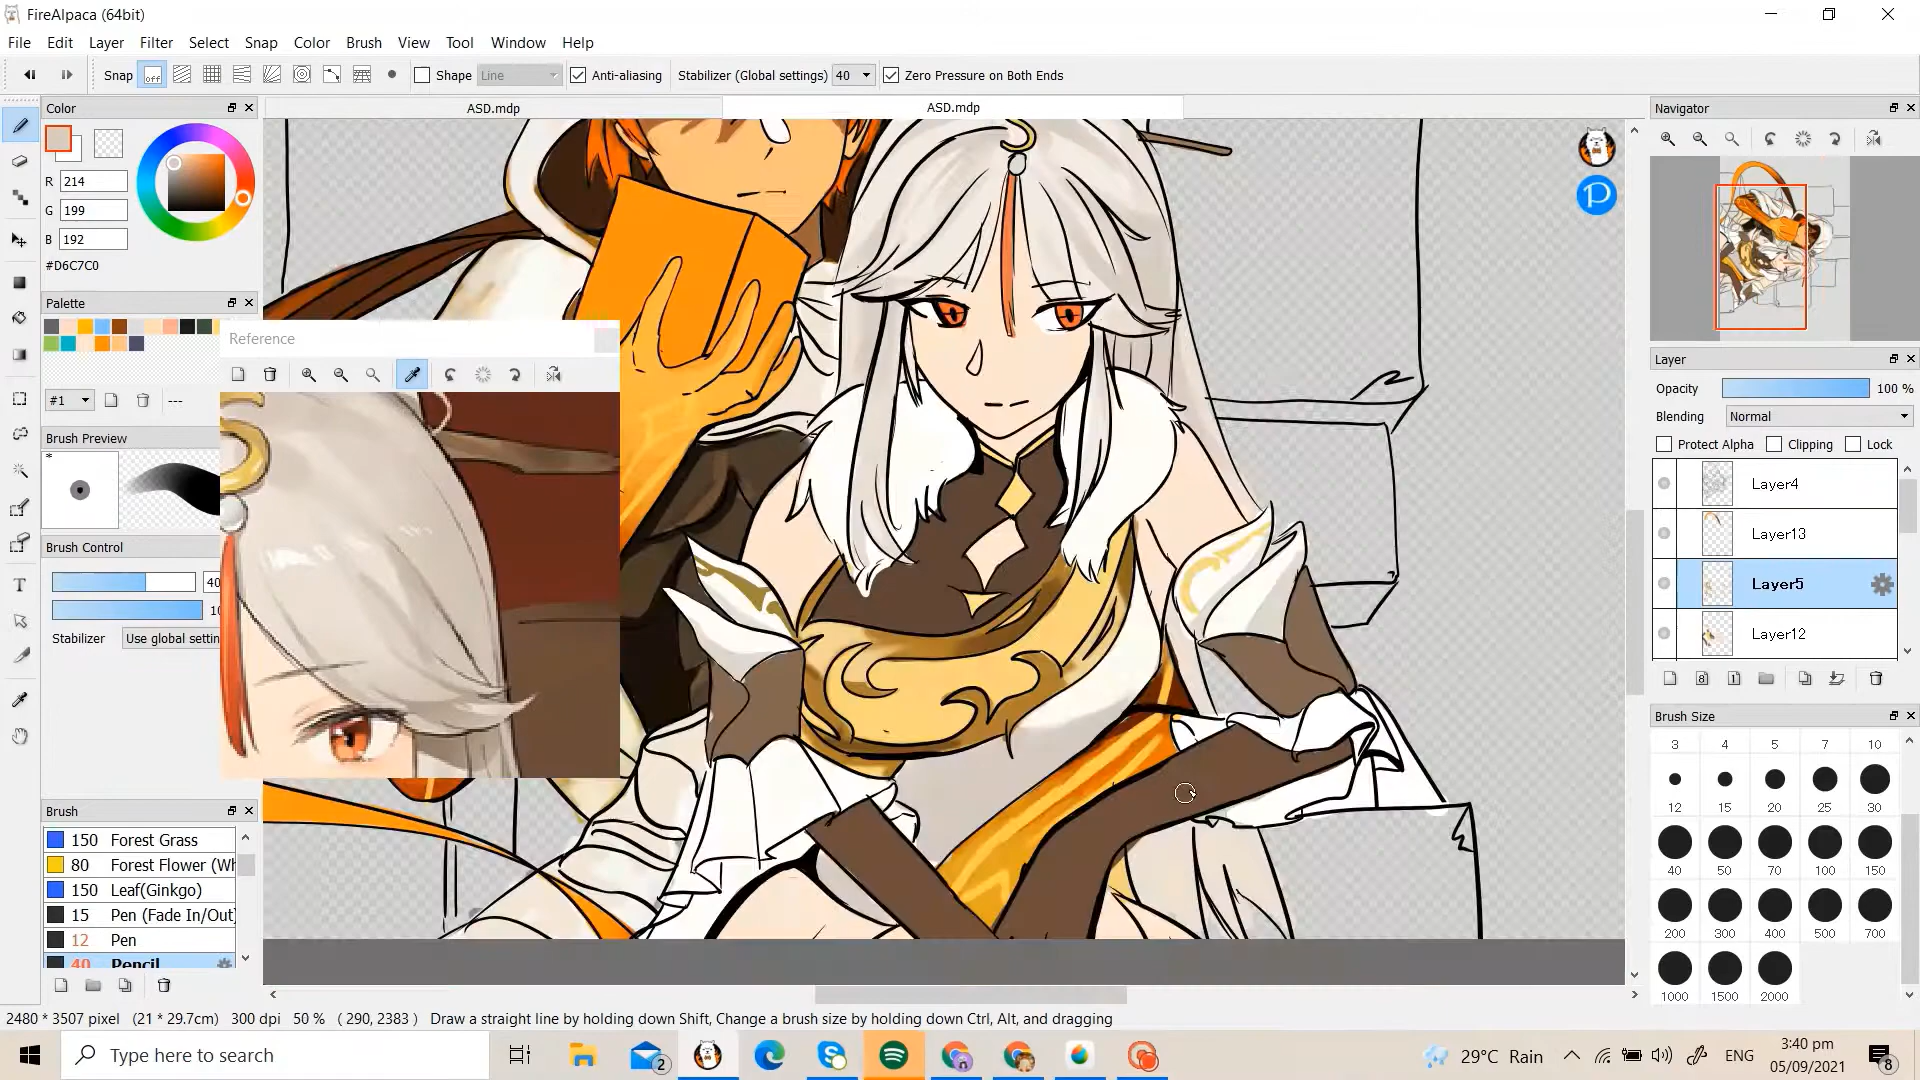 FireAlpaca (64bit)
File Edit Layer Filter Select Snap Color Brush View Tool Window Help
Snap off Shape Line Anti-aliasing Stabilizer (Global settings) 40 Zero Pressure on Both Ends
Color
ASD.mdp
ASD.mdp
R 214
G 199
B 192
#D6C7C0
Palette
#1 ---
Reference
Brush Preview
*
Brush Control
40
10
Stabilizer Use global settin
Brush
150 Forest Grass
80 Forest Flower (Wh
150 Leaf(Ginkgo)
15 Pen (Fade In/Out)
12 Pen
40 Pencil
P
Navigator
Layer
Opacity 100 %
Blending Normal
Protect Alpha Clipping Lock
Layer4
Layer13
Layer5
Layer12
8 1
Brush Size
3 4 5 7 10
12 15 20 25 30
40 50 70 100 150
200 300 400 500 700
1000 1500 2000
T
2480 * 3507 pixel (21 * 29.7cm) 300 dpi 50 % ( 290, 2383 ) Draw a straight line by holding down Shift, Change a brush size by holding down Ctrl, Alt, and dragging
Type here to search
2
29°C Rain
ENG
3:40 pm
05/09/2021
8